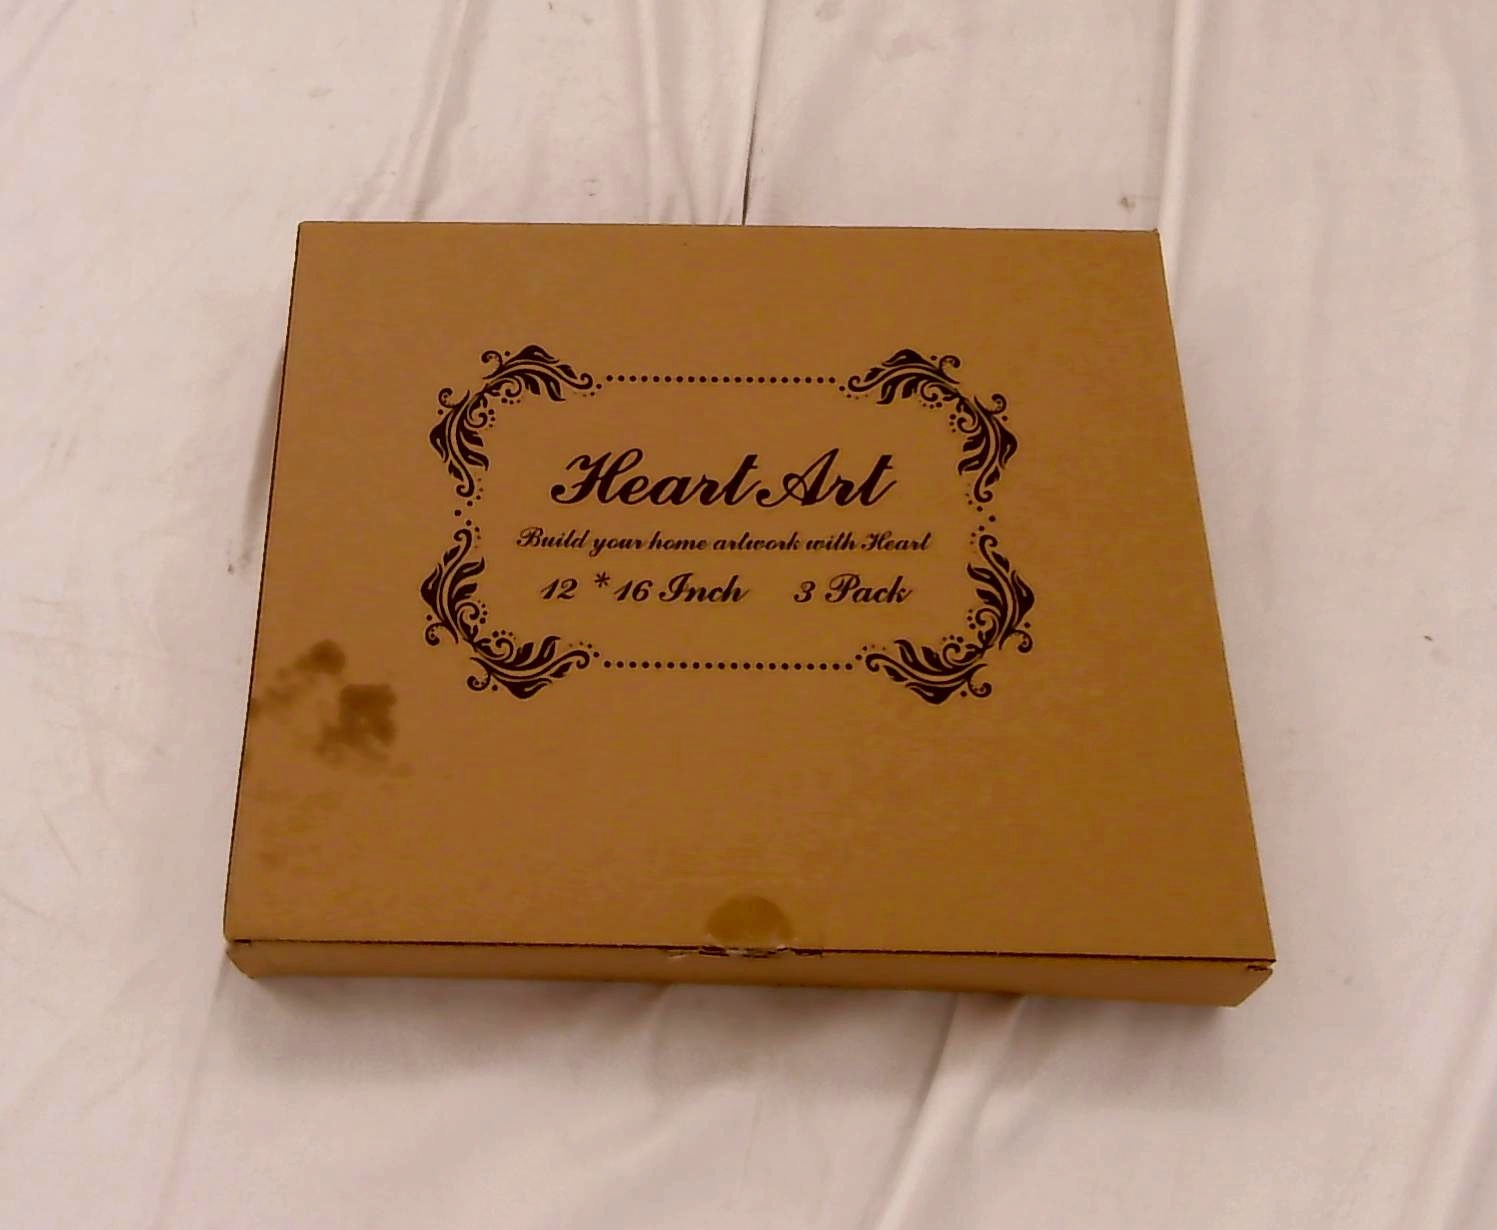 Heart Art
Build your home artwork with Heart
12 *16 Inch 3 Pack